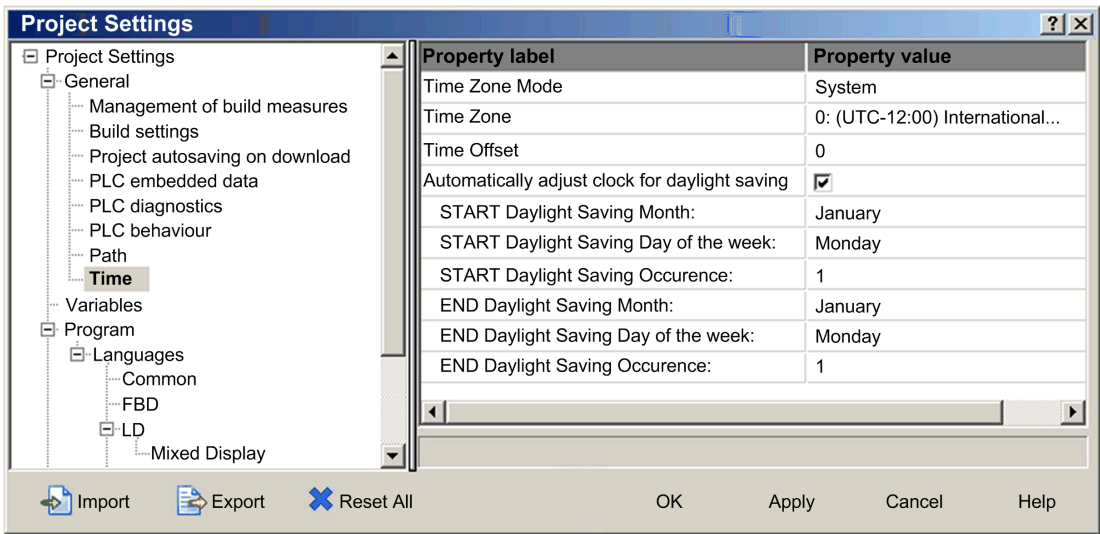 Project Settings
Project Settings
General
Management of build measures
Build settings
Project autosaving on download
PLC embedded data
PLC diagnostics
PLC behaviour
Path
Time
Variables
Program
Languages
Common
FBD
LD
Mixed Display
Property label Property value
Time Zone Mode System
Time Zone 0: (UTC-12:00) International...
Time Offset 0
Automatically adjust clock for daylight saving
START Daylight Saving Month: January
START Daylight Saving Day of the week: Monday
START Daylight Saving Occurence: 1
END Daylight Saving Month: January
END Daylight Saving Day of the week: Monday
END Daylight Saving Occurence: 1
Import Export Reset All OK Apply Cancel Help